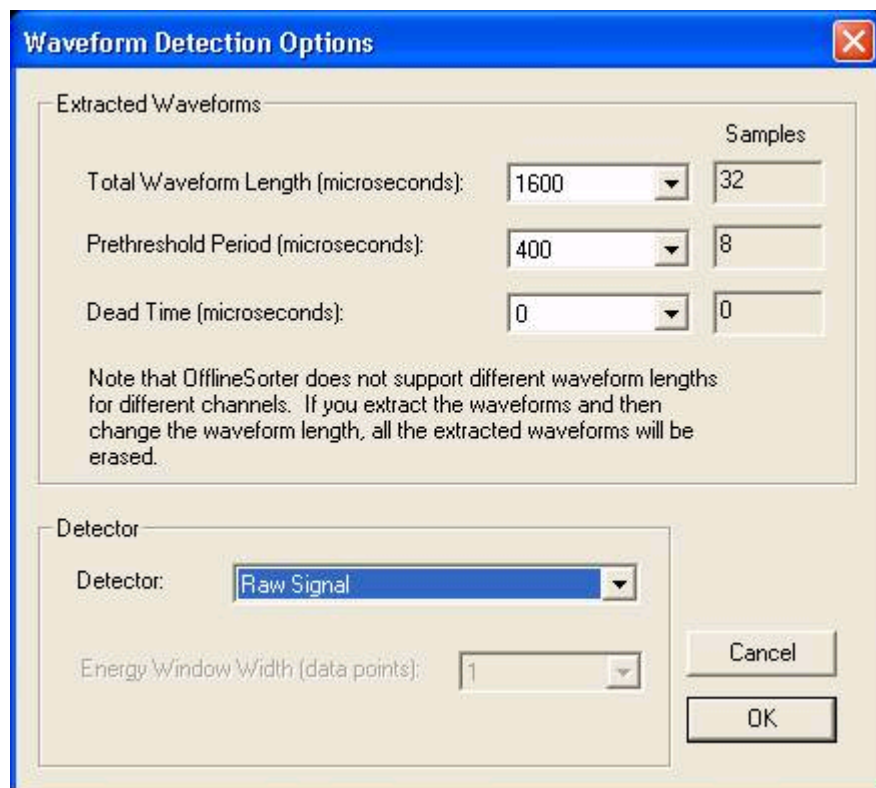 Waveform Detection Options
Extracted Waveforms
Samples
Total Waveform Length (microseconds): 1600 32
Prethreshold Period (microseconds): 400 8
Dead Time (microseconds): 0 0
Note that OfflineSorter does not support different waveform lengths
for different channels. If you extract the waveforms and then
change the waveform length, all the extracted waveforms will be
erased.
Detector
Detector: Raw Signal
Energy Window Width (data points): 1
Cancel
OK